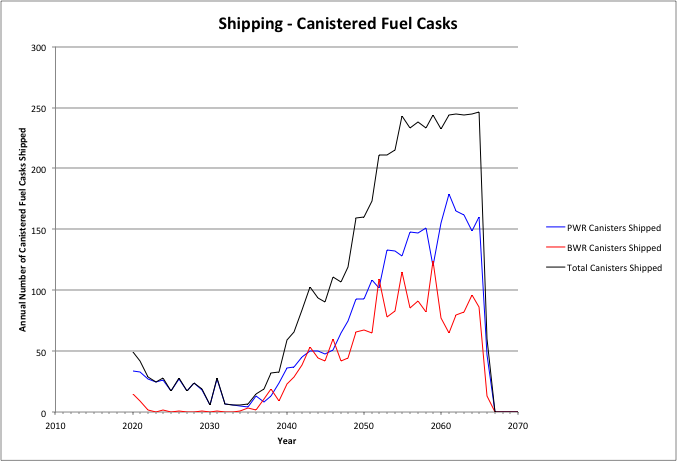 Shipping - Canistered Fuel Casks
Annual Number of Canistered Fuel Casks Shipped
300
250
200
150
100
50
0
2010
2020
2030
2040
2050
2060
2070
Year
PWR Canisters Shipped
BWR Canisters Shipped
Total Canisters Shipped